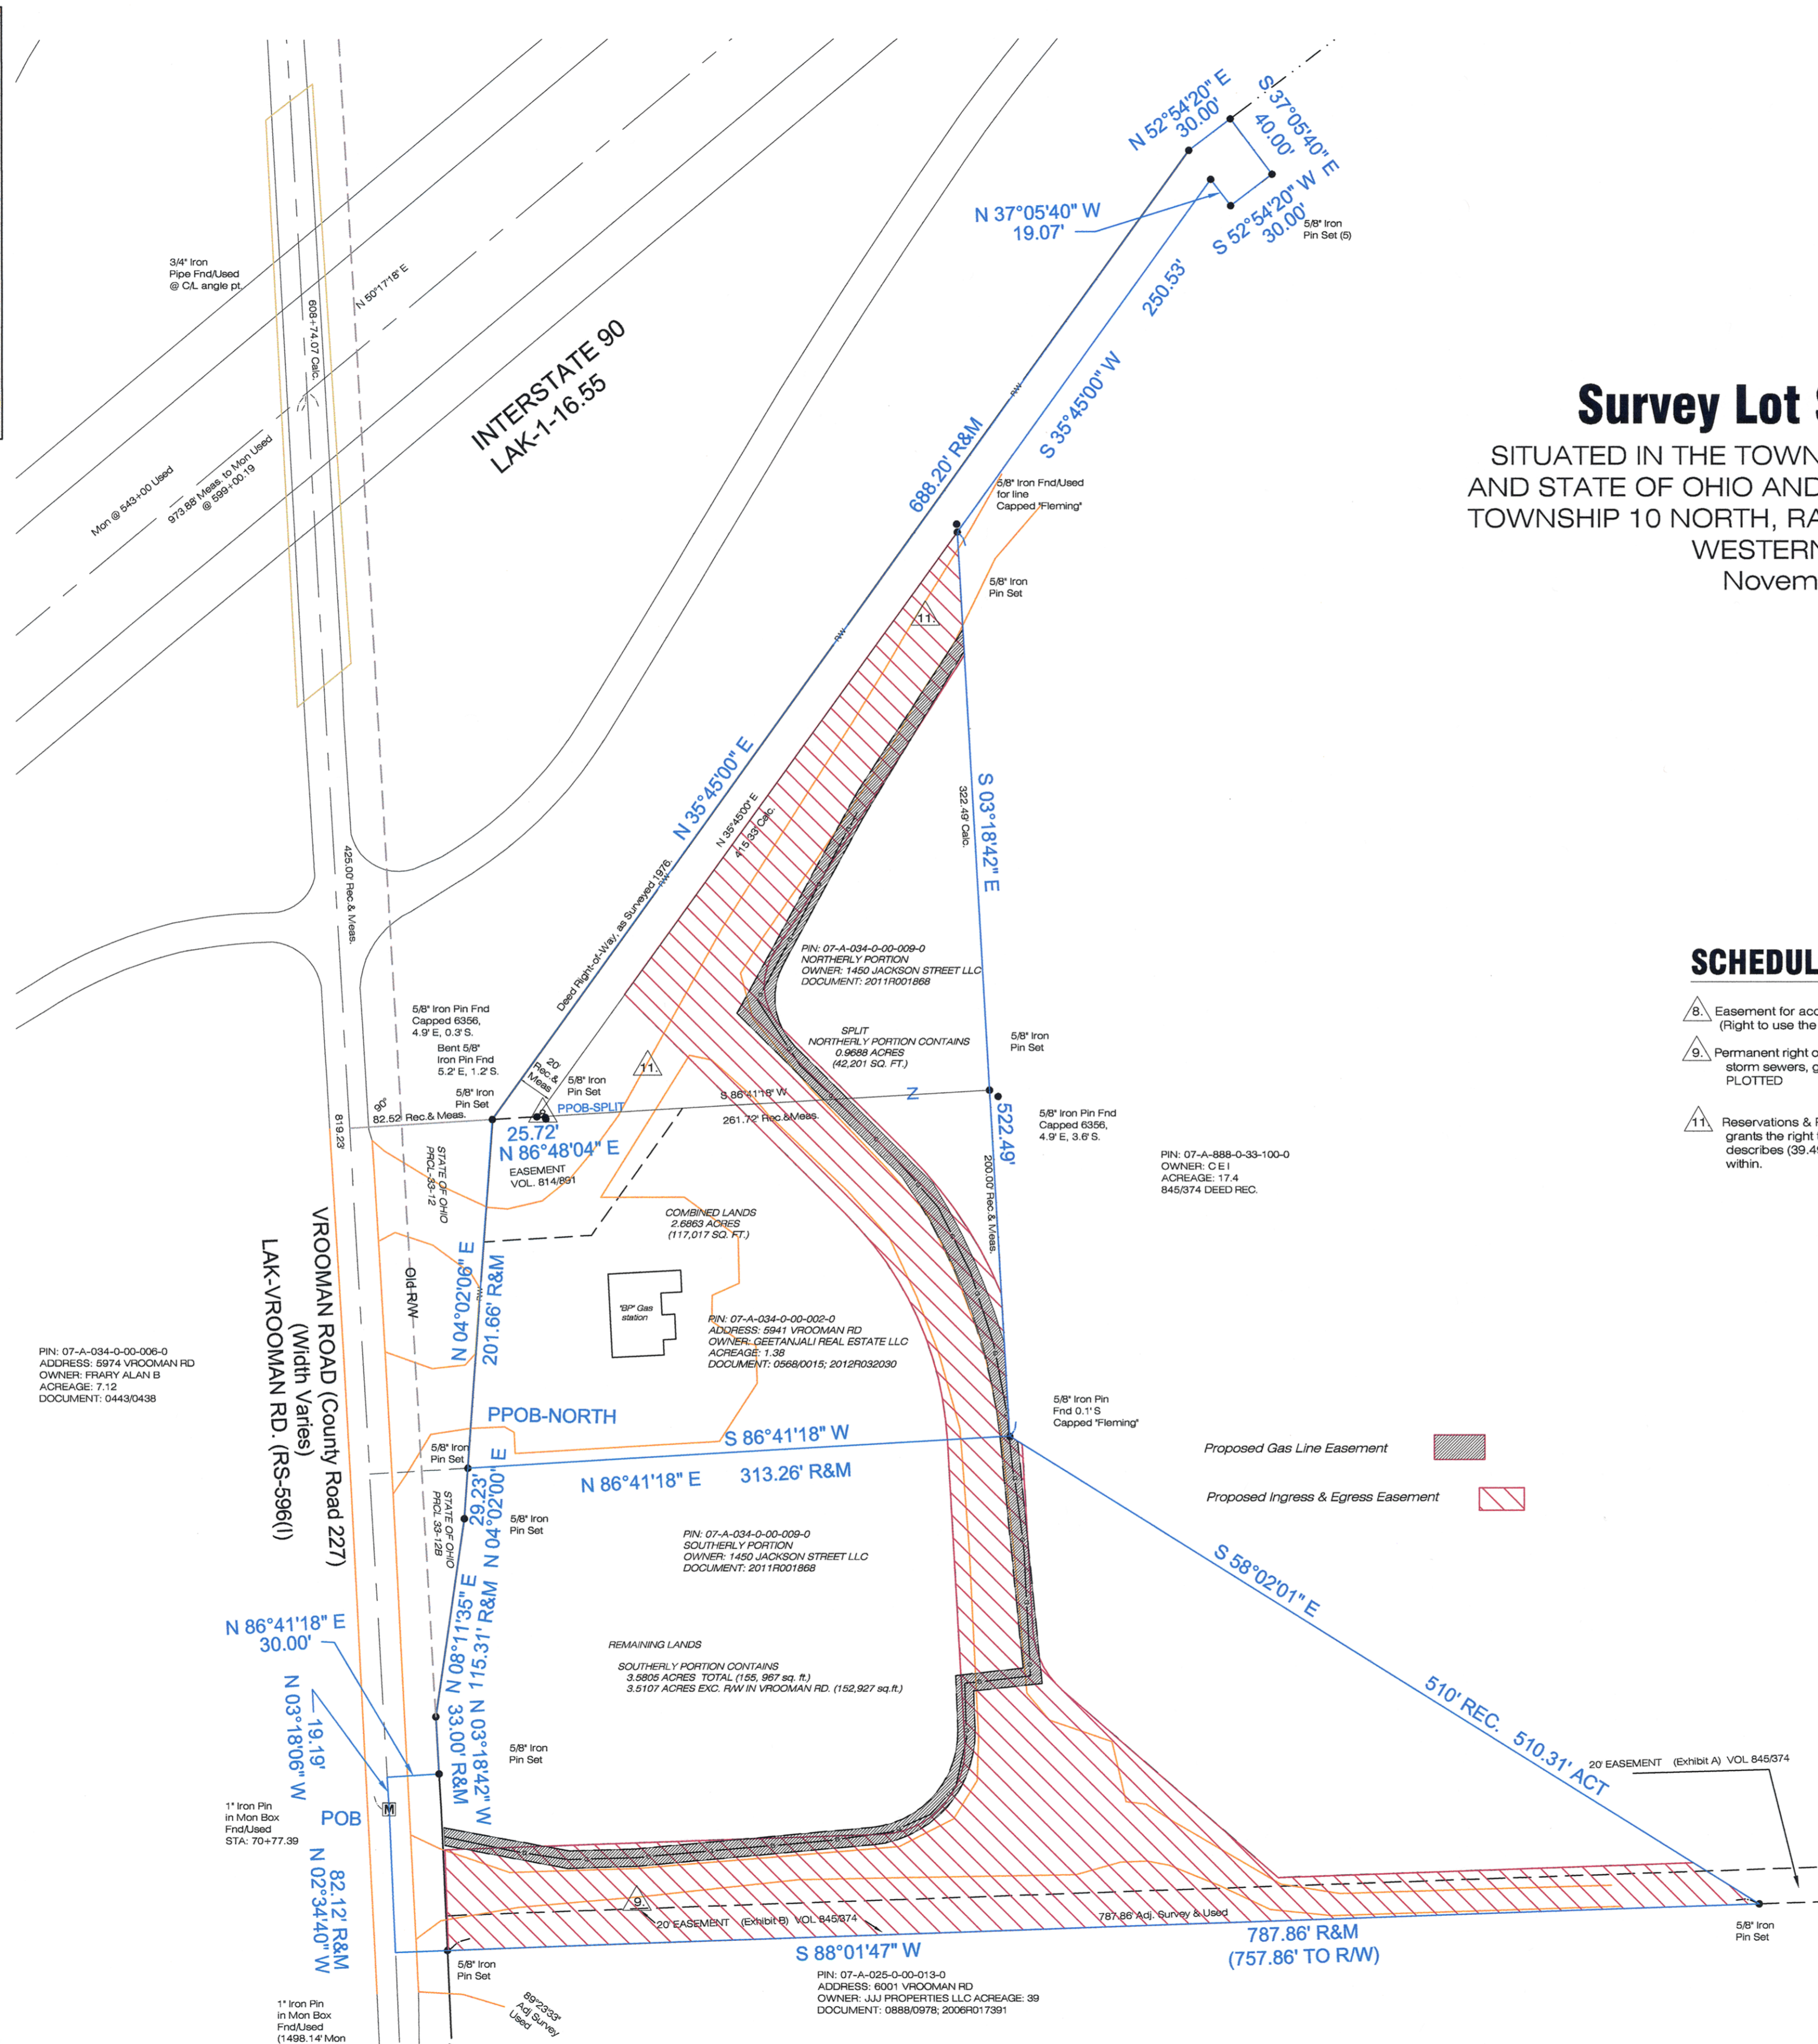 N 52°54'20" E
30.00'
S 37°05'40" E
40.00'
N 37°05'40" W
19.07'
S 52°54'20" W
30.00'
5/8" Iron
Pin Set (5)
3/4" Iron
Pipe Fnd/Used
@ C/L angle pt.
608+74.07 Calc.
N 50°17'18" E
INTERSTATE 90
LAK-1-16.55
250.53'
S 35°45'00" W
R/W
688.20' R&M
Mon @ 543+00 Used
973.88' Meas. to Mon Used
@ 599+00.19
Survey Lot
SITUATED IN THE TOWN
AND STATE OF OHIO AND
TOWNSHIP 10 NORTH, RA
WESTERN
Novem
5/8" Iron Fnd/Used
for line
Capped "Fleming"
5/8" Iron
Pin Set
11.
R/W
N 35°45'00" E
N 35°45'00" E
415.33' Calc.
S 03°18'42" E
322.49' Calc.
425.00' Rec.& Meas.
Deed Right-of-Way, as Surveyed 1976.
R/W
PIN: 07-A-034-0-00-009-0
NORTHERLY PORTION
OWNER: 1450 JACKSON STREET LLC
DOCUMENT: 2011R001868
SCHEDUL
8. Easement for acc
(Right to use the
9. Permanent right o
storm sewers, g
PLOTTED
11 Reservations & R
grants the right
describes (39.4
within.
5/8" Iron Pin Fnd
Capped 6356,
4.9' E, 0.3' S.
Bent 5/8"
Iron Pin Fnd
5.2' E, 1.2' S.
5/8" Iron
Pin Set
20'
Rec.&
Meas
5/8" Iron
Pin Set
11.
SPLIT
NORTHERLY PORTION CONTAINS
0.9688 ACRES
(42,201 SQ. FT.)
5/8" Iron
Pin Set
90°
82.52 Rec.& Meas.
PPOB-SPLIT
S 86°41'18" W
261.72' Rec.&Meas.
Z
522.49'
5/8" Iron Pin Fnd
Capped 6356,
4.9' E, 3.6' S.
819.23'
25.72'
N 86°48'04" E
EASEMENT
VOL. 814/891
STATE OF OHIO
PRCL-33-12
200.00' Rec.& Meas.
PIN: 07-A-888-0-33-100-0
OWNER: C E I
ACREAGE: 17.4
845/374 DEED REC.
COMBINED LANDS
2.6863 ACRES
(117,017 SQ. FT.)
VROOMAN ROAD (County Road 227)
(Width Varies)
LAK-VROOMAN RD. (RS-596(I)
Old R/W
N 04°02'06" E
201.66' R&M
R/W
"BP" Gas
station
PIN: 07-A-034-0-00-002-0
ADDRESS: 5941 VROOMAN RD
OWNER: GEETANJALI REAL ESTATE LLC
ACREAGE: 1.38
DOCUMENT: 0568/0015; 2012R032030
PIN: 07-A-034-0-00-006-0
ADDRESS: 5974 VROOMAN RD
OWNER: FRARY ALAN B
ACREAGE: 7.12
DOCUMENT: 0443/0438
PPOB-NORTH
5/8" Iron Pin
Fnd 0.1' S
Capped "Fleming"
S 86°41'18" W
5/8" Iron
Pin Set
N 86°41'18" E 313.26' R&M
Proposed Gas Line Easement
Proposed Ingress & Egress Easement
29.23'
N 04°02'00" E
STATE OF OHIO
PRCL 33-12B
5/8" Iron
Pin Set
PIN: 07-A-034-0-00-009-0
SOUTHERLY PORTION
OWNER: 1450 JACKSON STREET LLC
DOCUMENT: 2011R001868
S 58°02'01" E
N 08°11'35" E
115.31' R&M
N 86°41'18" E
30.00'
REMAINING LANDS
SOUTHERLY PORTION CONTAINS
3.5805 ACRES TOTAL (155, 967 sq. ft.)
3.5107 ACRES EXC. R/W IN VROOMAN RD. (152,927 sq.ft.)
19.19'
N 03°18'06" W
33.00' R&M
N 03°18'42" W
5/8" Iron
Pin Set
510' REC. 510.31' ACT
20' EASEMENT (Exhibit A) VOL 845/374
1" Iron Pin
in Mon Box
Fnd/Used
STA: 70+77.39
POB
M
82.12' R&M
N 02°34'40" W
9.
20' EASEMENT (Exhibit B) VOL 845/374
787.86' Adj. Survey & Used
787.86' R&M
(757.86' TO R/W)
S 88°01'47" W
5/8" Iron
Pin Set
5/8" Iron
Pin Set
PIN: 07-A-025-0-00-013-0
ADDRESS: 6001 VROOMAN RD
OWNER: JJJ PROPERTIES LLC ACREAGE: 39
DOCUMENT: 0888/0978; 2006R017391
89°23'33"
Adj Survey
Used
1" Iron Pin
in Mon Box
Fnd/Used
(1498.14' Mon